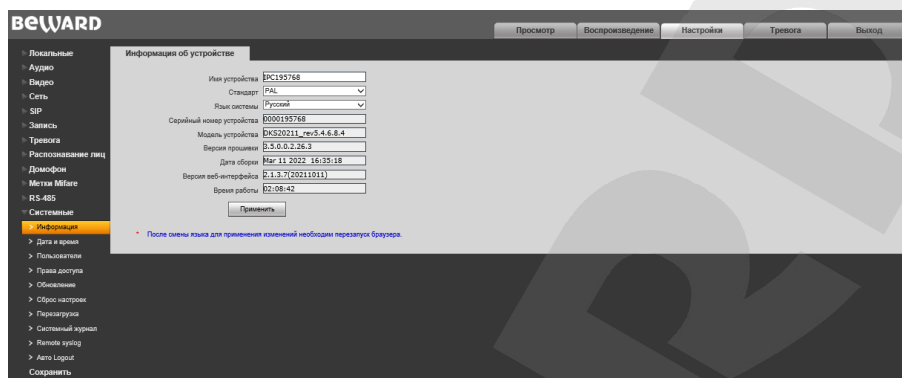 BEWARD
Просмотр
Воспроизведение
Настройки
Тревога
Выход
Локальные
Аудио
Видео
Сеть
SIP
Запись
Тревога
Распознавание лиц
Домофон
Метки Mifare
RS-485
Системные
Информация
Дата и время
Пользователи
Права доступа
Обновление
Сброс настроек
Перезагрузка
Системный журнал
Remote syslog
Авто Logout
Сохранить
Информация об устройстве
Имя устройства IPC195768
Стандарт PAL
Язык системы Русский
Серийный номер устройства 0000195768
Модель устройства DKS20211_rev5.4.6.8.4
Версия прошивки 3.5.0.0.2.26.3
Дата сборки Mar 11 2022 16:35:18
Версия веб-интерфейса 2.1.3.7(20211011)
Время работы 02:08:42
Применить
* После смены языка для применения изменений необходим перезапуск браузера.